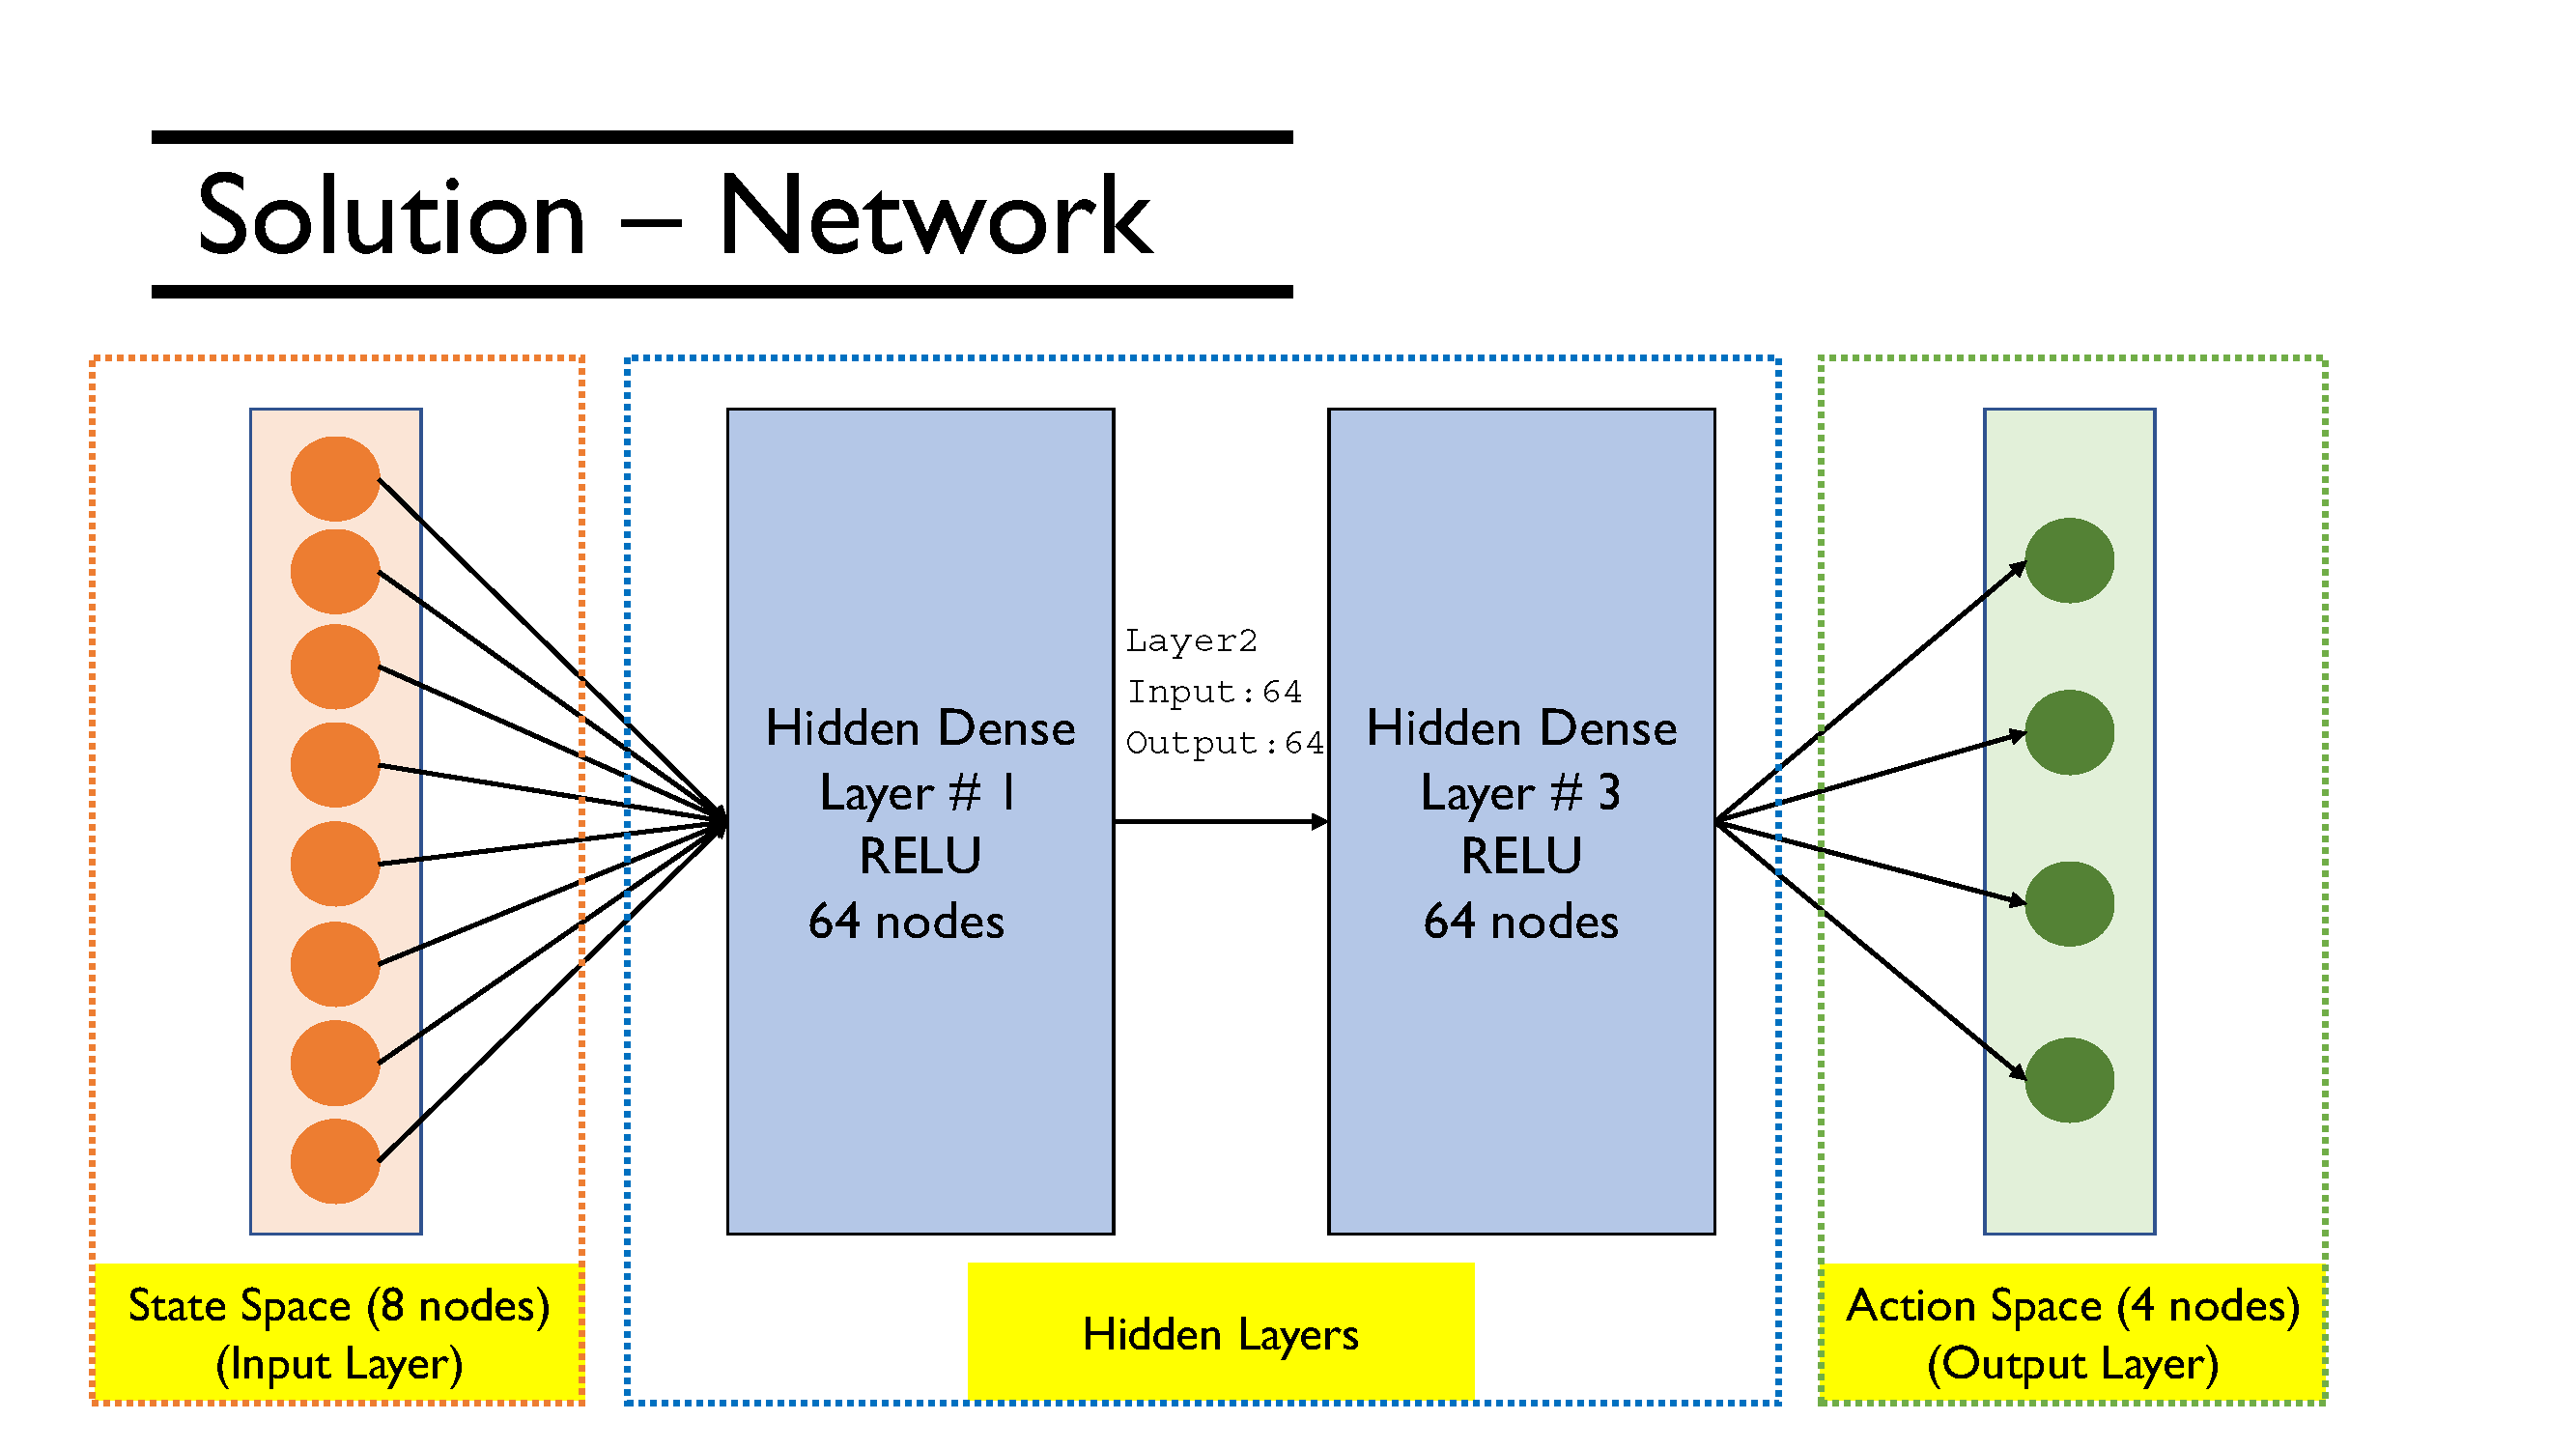 Solution – Network
Layer2
Input:64
Output:64
Hidden Dense
Layer # 1
RELU
64 nodes
Hidden Dense
Layer # 3
RELU
64 nodes
State Space (8 nodes)
(Input Layer)
Hidden Layers
Action Space (4 nodes)
(Output Layer)